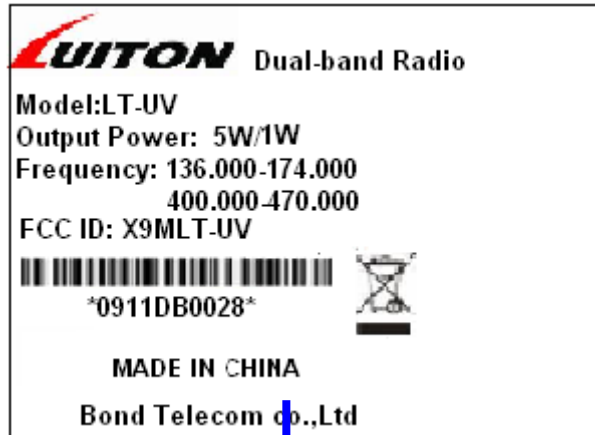 LUITON Dual-band Radio
Model:LT-UV
Output Power: 5W/1W
Frequency: 136.000-174.000
400.000-470.000
FCC ID: X9MLT-UV
*0911DB0028*
MADE IN CHINA
Bond Telecom co.,Ltd